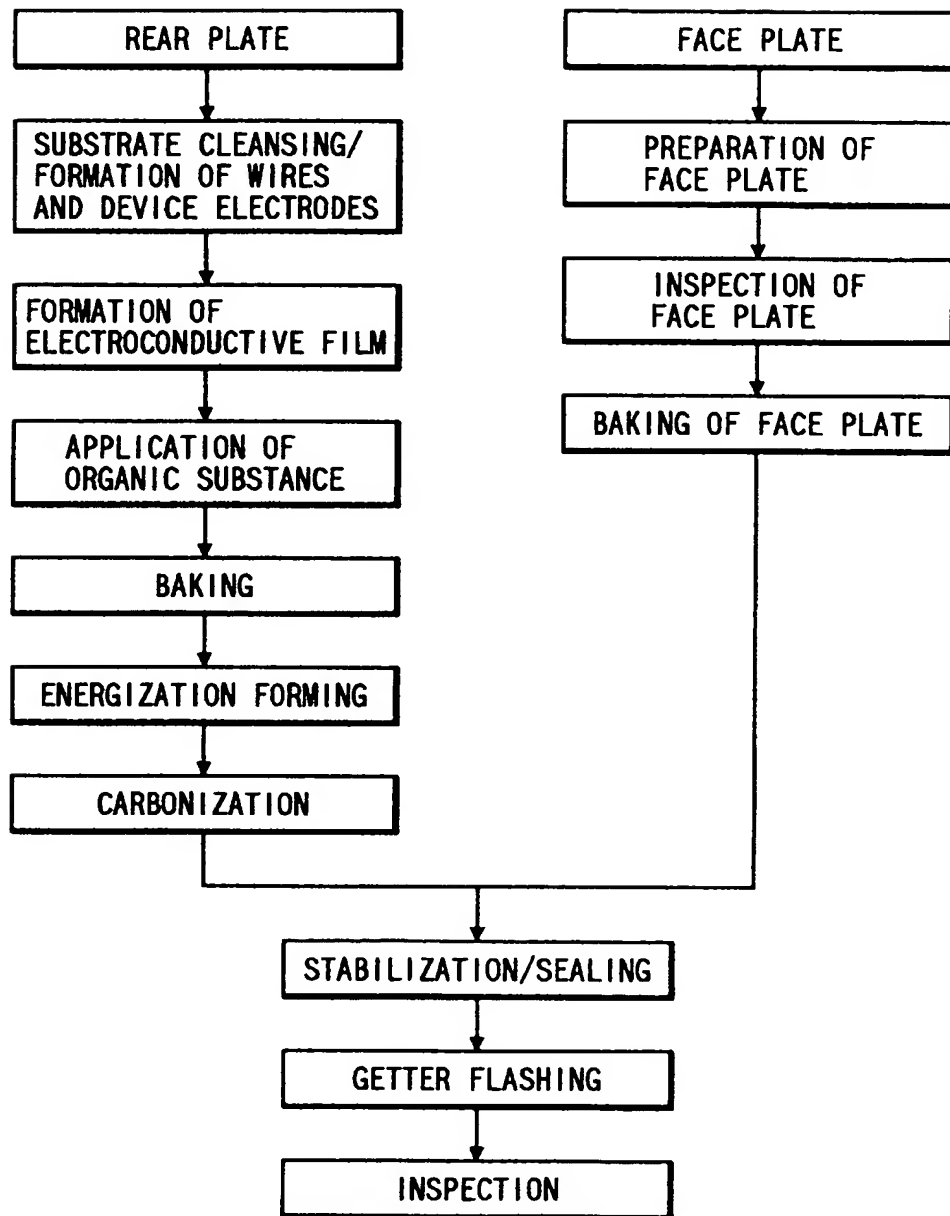 REAR PLATE
SUBSTRATE CLEANSING/
FORMATION OF WIRES
AND DEVICE ELECTRODES
FORMATION OF
ELECTROCONDUCTIVE FILM
APPLICATION OF
ORGANIC SUBSTANCE
BAKING
ENERGIZATION FORMING
CARBONIZATION
FACE PLATE
PREPARATION OF
FACE PLATE
INSPECTION OF
FACE PLATE
BAKING OF FACE PLATE
STABILIZATION/SEALING
GETTER FLASHING
INSPECTION